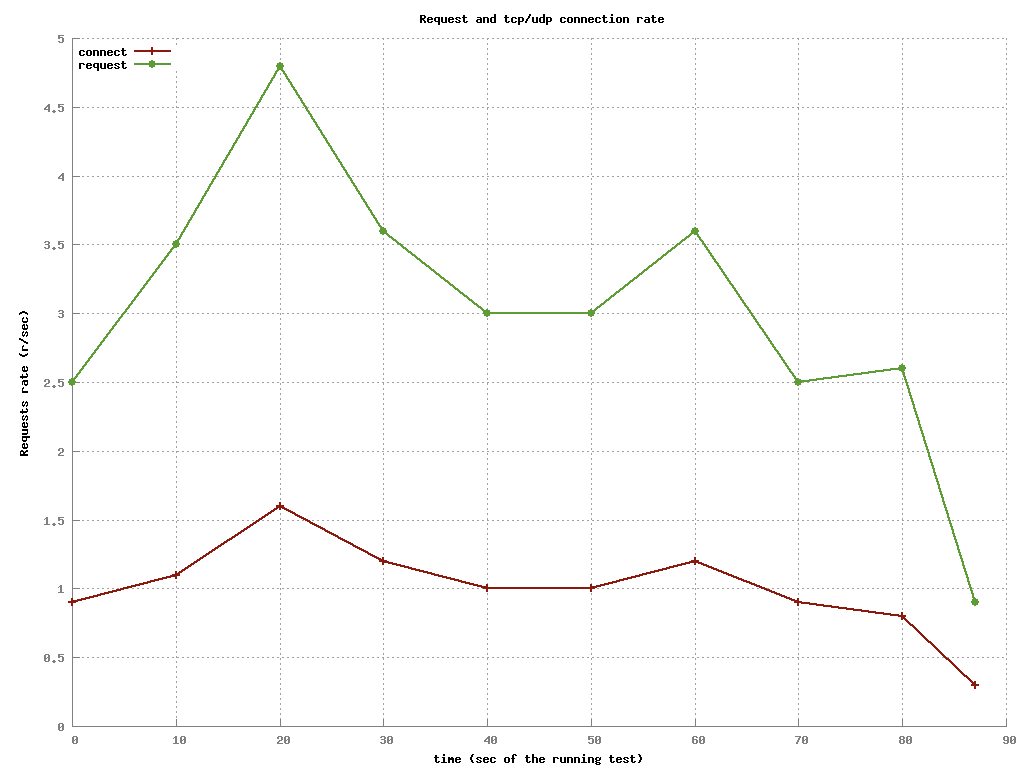 Request and tcp/udp connection rate
connect
request
5
4.5
4
3.5
3
2.5
2
1.5
1
0.5
0
Requests rate (r/sec)
0 10 20 30 40 50 60 70 80 90
time (sec of the running test)